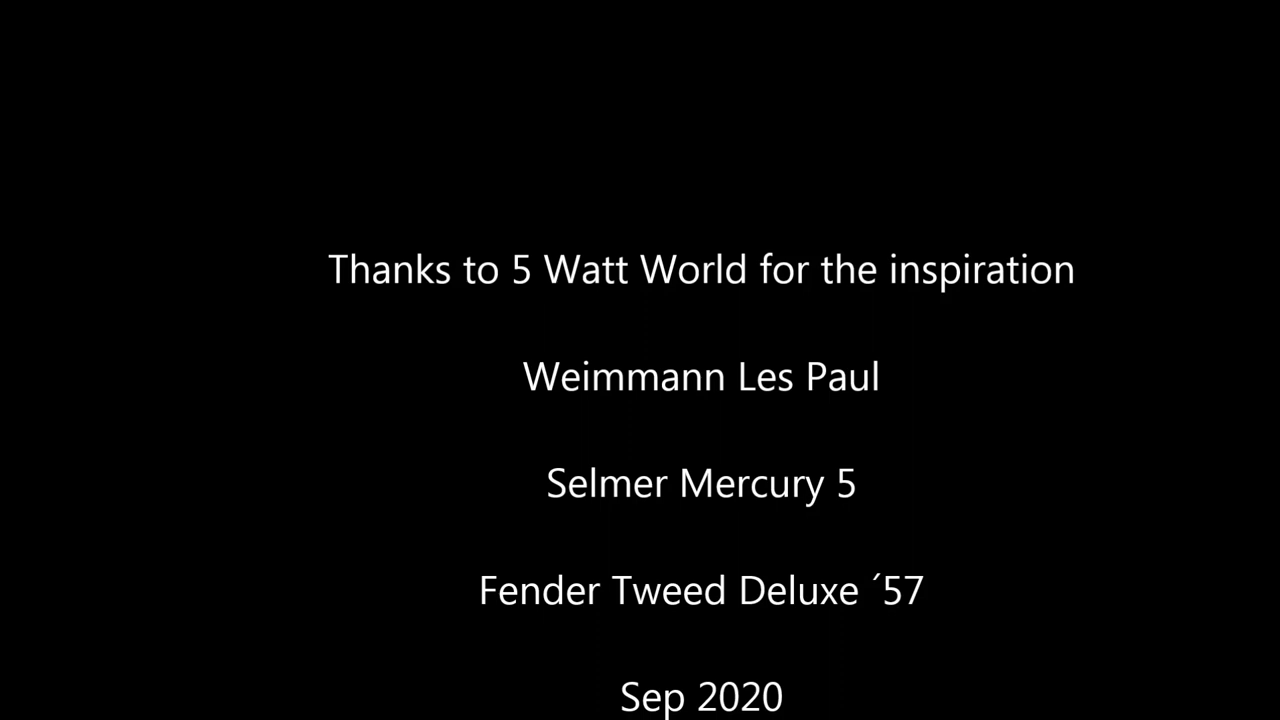 Thanks to 5 Watt World for the inspiration
Weimmann Les Paul
Selmer Mercury 5
Fender Tweed Deluxe ´57
Sep 2020